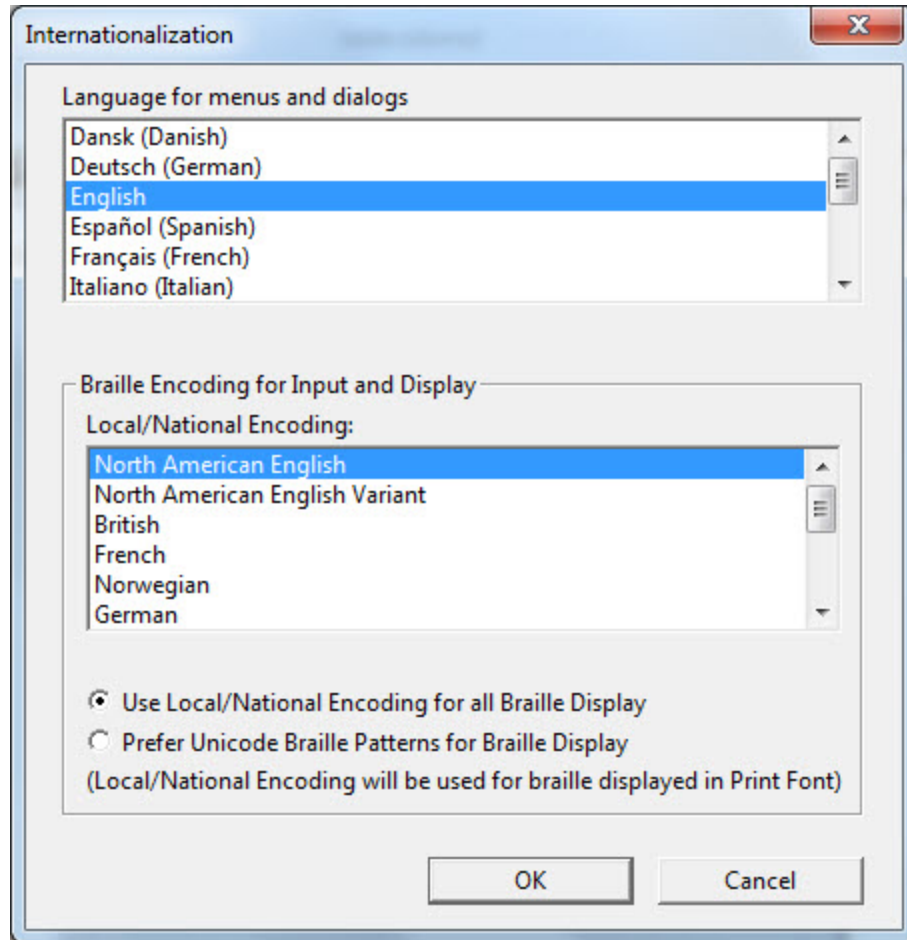 Internationalization
Language for menus and dialogs
Dansk (Danish)
Deutsch (German)
English
Español (Spanish)
Français (French)
Italiano (Italian)
Braille Encoding for Input and Display
Local/National Encoding:
North American English
North American English Variant
British
French
Norwegian
German
Use Local/National Encoding for all Braille Display
Prefer Unicode Braille Patterns for Braille Display
(Local/National Encoding will be used for braille displayed in Print Font)
OK Cancel